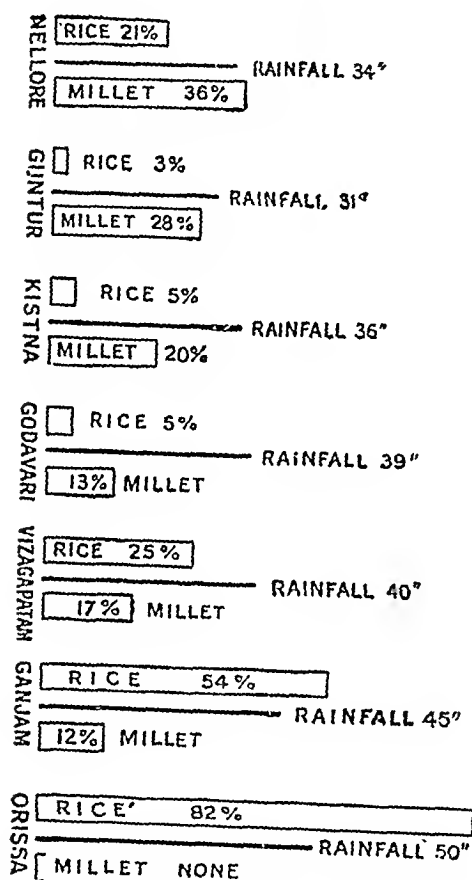 NELLORE
RICE 21%
RAINFALL 34"
MILLET 36%
GUNTUR
RICE 3%
RAINFALL 31"
MILLET 28%
KISTNA
RICE 5%
RAINFALL 36"
MILLET 20%
GODAVARI
RICE 5%
RAINFALL 39"
13% MILLET
VIZAGAPATAM
RICE 25%
RAINFALL 40"
17% MILLET
GANJAM
RICE 54%
RAINFALL 45"
12% MILLET
ORISSA
RICE 82%
RAINFALL 50"
MILLET NONE